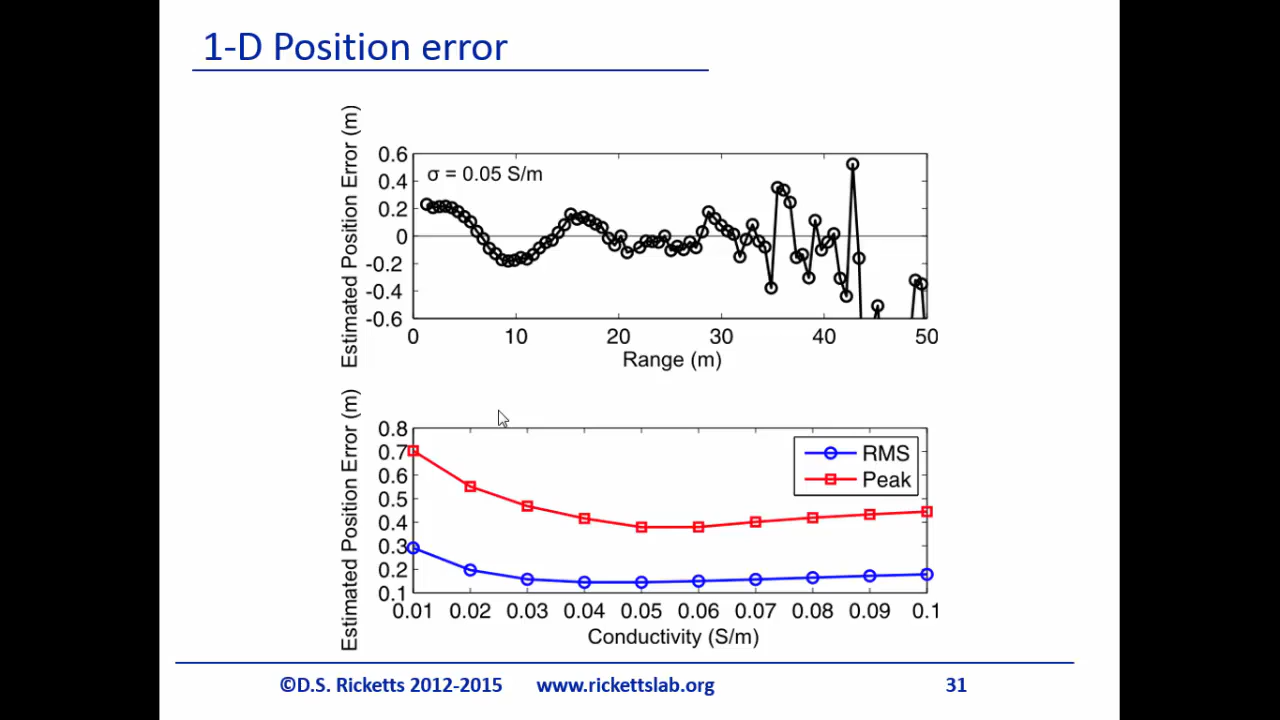 1-D Position error
Estimated Position Error (m)
0.6
0.4
0.2
0
-0.2
-0.4
-0.6
σ = 0.05 S/m
0 10 20 30 40 50
Range (m)
Estimated Position Error (m)
0.8
0.7
0.6
0.5
0.4
0.3
0.2
0.1
RMS
Peak
0.01 0.02 0.03 0.04 0.05 0.06 0.07 0.08 0.09 0.1
Conductivity (S/m)
©D.S. Ricketts 2012-2015 www.rickettslab.org 31